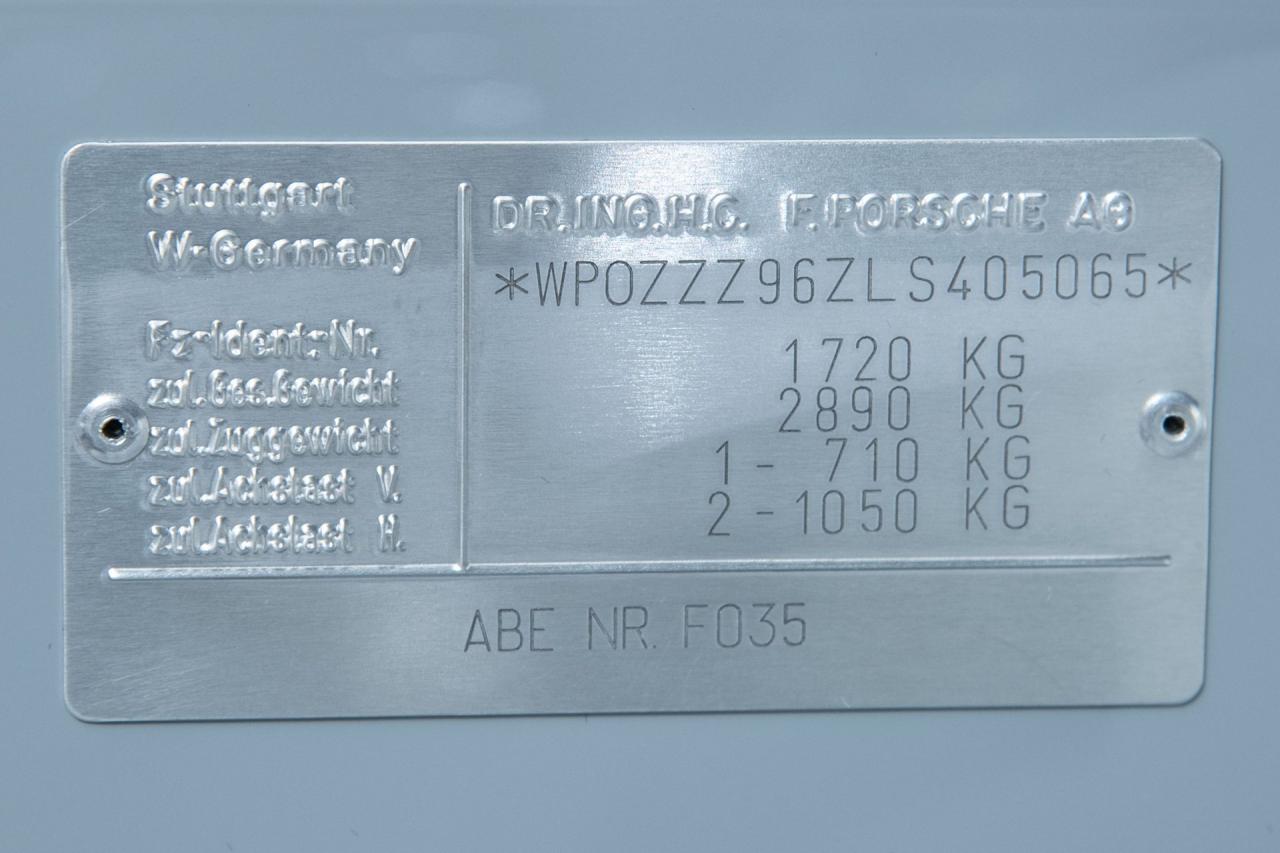 Stuttgart
W-Germany
DR.ING.H.C. F.PORSCHE AG
Fz-Ident.-Nr.
*WP0ZZZ96ZLS405065*
zul.Ges.Gewicht 1720 KG
zul.Zuggewicht 2890 KG
zul.Achslast V. 1- 710 KG
zul.Achslast H. 2-1050 KG
ABE NR. F035